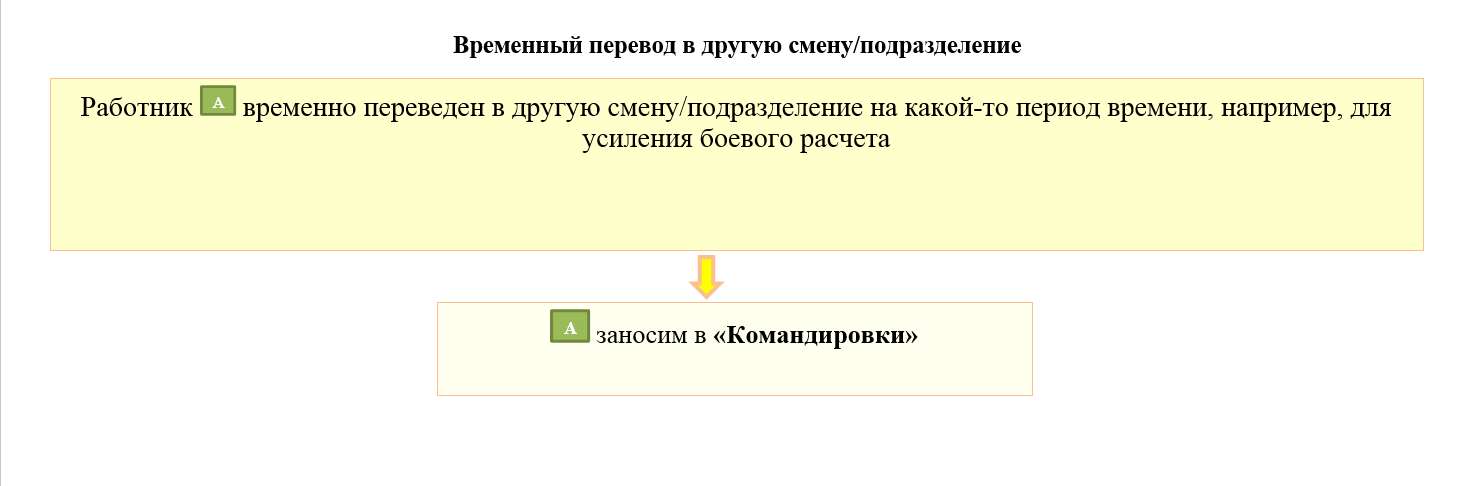 Временный перевод в другую смену/подразделение
Работник А временно переведен в другую смену/подразделение на какой-то период времени, например, для
усиления боевого расчета
А заносим в «Командировки»